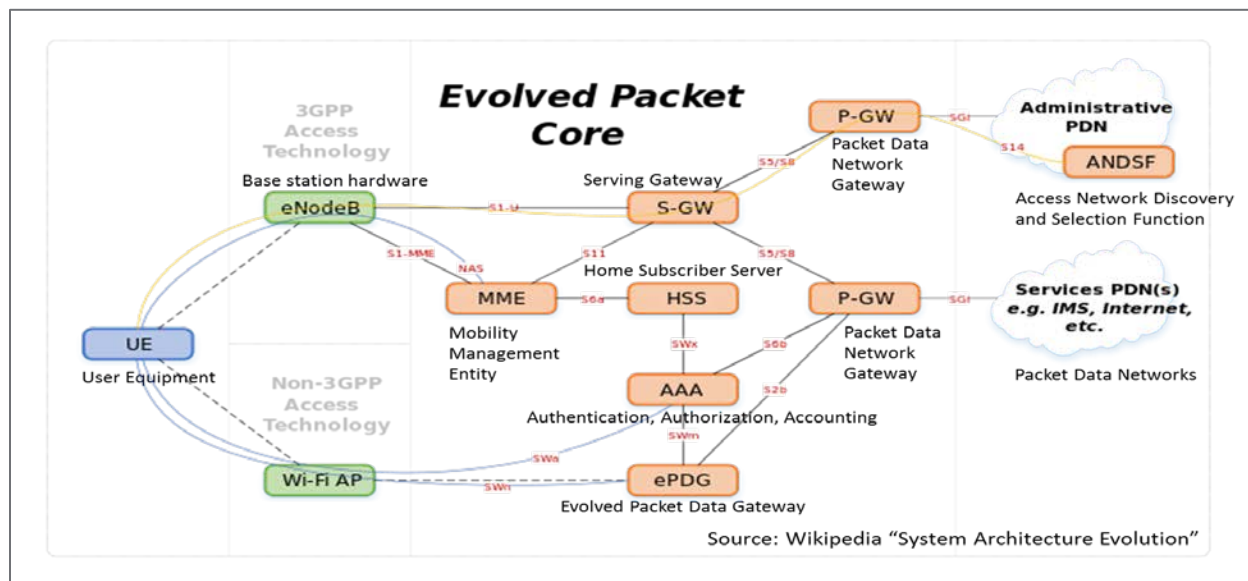 Evolved Packet
Core
3GPP
Access
Technology
Base station hardware
eNodeB
S1-U
Serving Gateway
S-GW
S5/S8
P-GW
Packet Data
Network
Gateway
SGi
Administrative
PDN
S14
ANDSF
Access Network Discovery
and Selection Function
S1-MME
NAS
S11
S5/S8
Home Subscriber Server
MME
S6a
HSS
P-GW
SGi
Services PDN(s)
e.g. IMS, Internet,
etc.
Mobility
Management
Entity
SWx
S6b
Packet Data
Network
Gateway
Packet Data Networks
UE
User Equipment
Non-3GPP
Access
Technology
AAA
S2b
Authentication, Authorization, Accounting
SWm
SWa
Wi-Fi AP
SWn
ePDG
Evolved Packet Data Gateway
Source: Wikipedia “System Architecture Evolution”